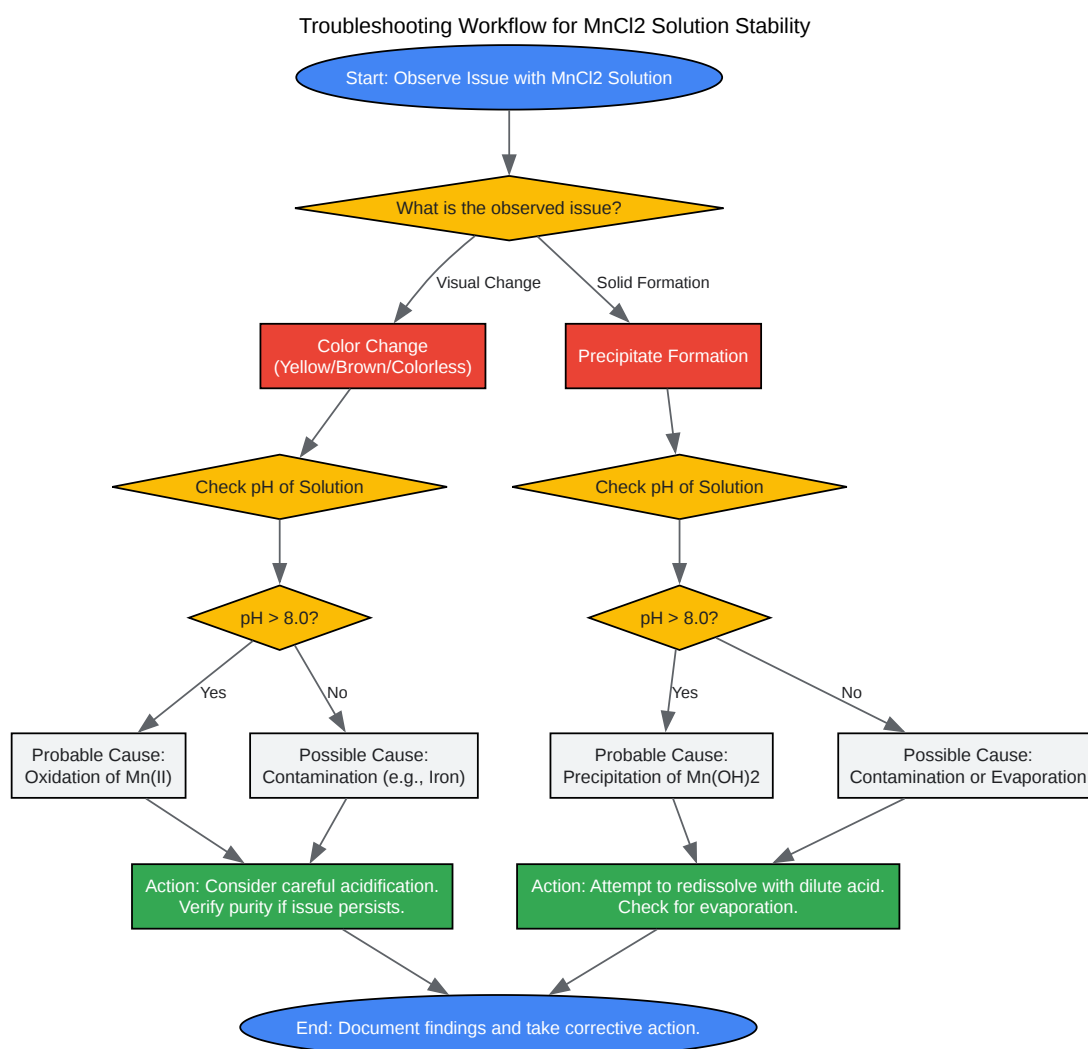 Troubleshooting Workflow for MnCl2 Solution Stability
Start: Observe Issue with MnCl2 Solution
What is the observed issue?
Visual Change
Solid Formation
Color Change
(Yellow/Brown/Colorless)
Precipitate Formation
Check pH of Solution
Check pH of Solution
pH > 8.0?
pH > 8.0?
Yes
No
Yes
No
Probable Cause:
Oxidation of Mn(II)
Possible Cause:
Contamination (e.g., Iron)
Probable Cause:
Precipitation of Mn(OH)2
Possible Cause:
Contamination or Evaporation
Action: Consider careful acidification.
Verify purity if issue persists.
Action: Attempt to redissolve with dilute acid.
Check for evaporation.
End: Document findings and take corrective action.